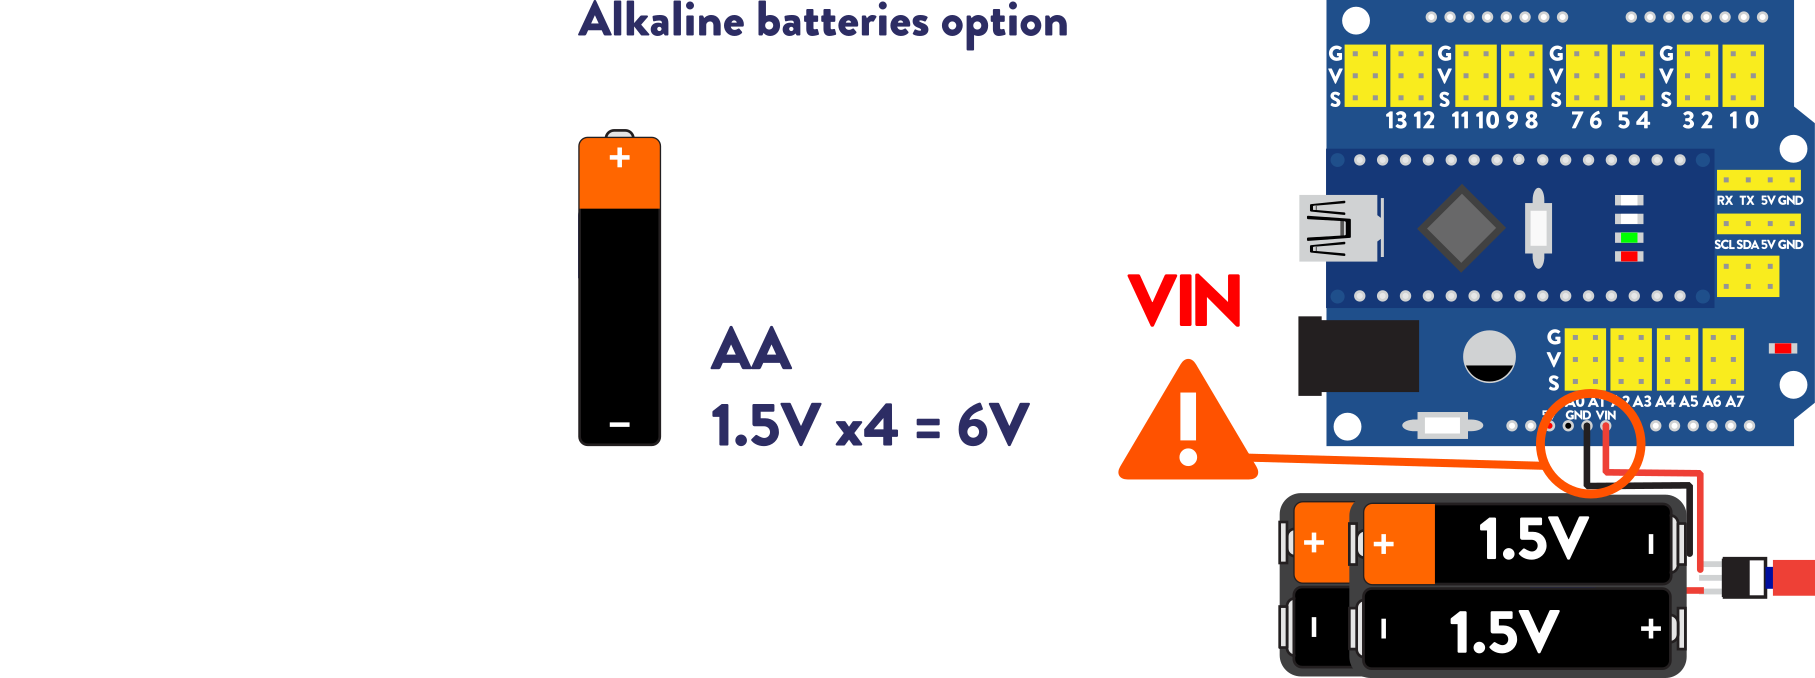 Alkaline batteries option
+
−
AA
1.5V x4 = 6V
VIN
!
G
V
S
G
V
S
G
V
S
G
V
S
13 12 11 10 9 8 7 6 5 4 3 2 1 0
RX TX 5V GND
SCL SDA 5V GND
G
V
S
A0 A1 A2 A3 A4 A5 A6 A7
GND VIN
+ + 1.5V −
− − 1.5V +